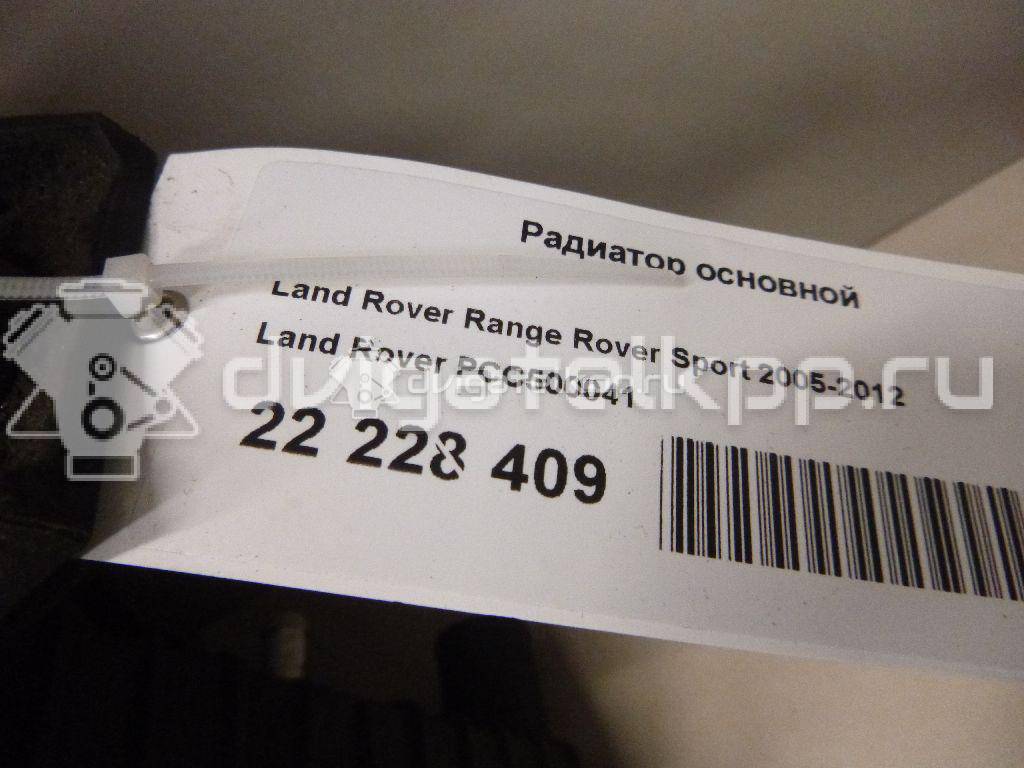 Радиатор основной
Land Rover Range Rover Sport 2005-2012
Land Rover PCC500041
22 228 409
dvigatelkpp.ru